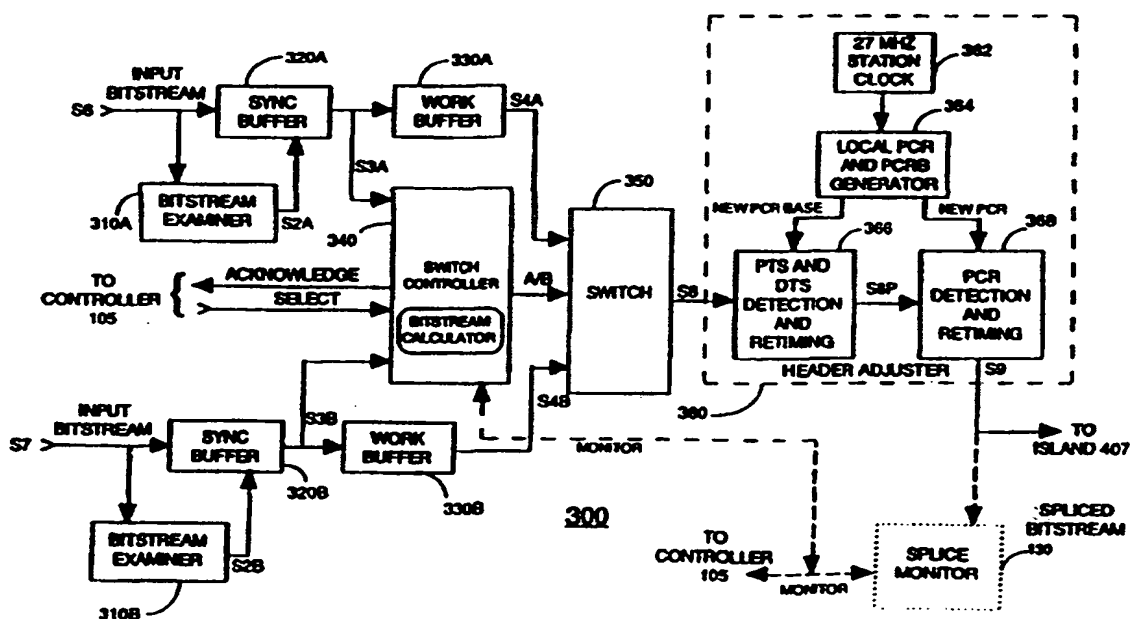 320A
330A
27 MHZ
STATION
CLOCK
362
INPUT
BITSTREAM
S6
SYNC
BUFFER
WORK
BUFFER
S4A
364
LOCAL PCR
AND PCRB
GENERATOR
S3A
310A
BITSTREAM
EXAMINER
S2A
340
350
NEW PCR BASE
NEW PCR
366
368
TO
CONTROLLER
105
{
ACKNOWLEDGE
SELECT
SWITCH
CONTROLLER
BITSTREAM
CALCULATOR
A/B
SWITCH
S8
PTS AND
DTS
DETECTION
AND
RETIMING
S8P
PCR
DETECTION
AND
RETIMING
HEADER ADJUSTER
S9
360
S4B
INPUT
BITSTREAM
S7
SYNC
BUFFER
S3B
WORK
BUFFER
MONITOR
TO
ISLAND 407
320B
330B
300
BITSTREAM
EXAMINER
S2B
310B
SPLICED
BITSTREAM
130
TO
CONTROLLER
105
MONITOR
SPLICE
MONITOR